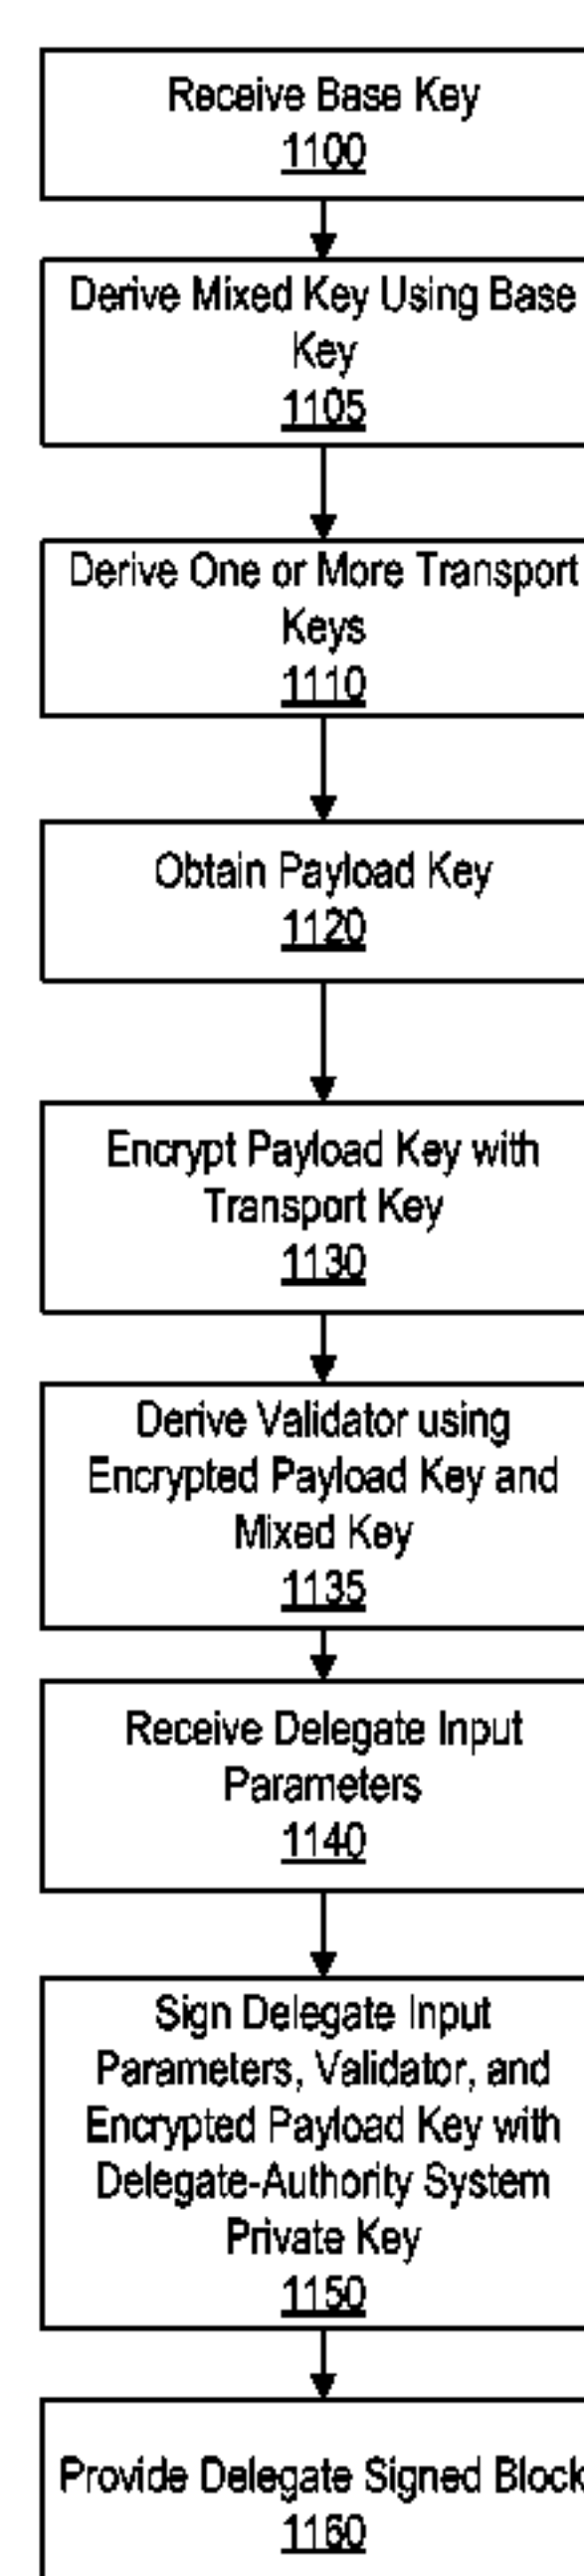 Receive Base Key
1100
Derive Mixed Key Using Base
Key
1105
Derive One or More Transport
Keys
1110
Obtain Payload Key
1120
Encrypt Payload Key with
Transport Key
1130
Derive Validator using
Encrypted Payload Key and
Mixed Key
1135
Receive Delegate Input
Parameters
1140
Sign Delegate Input
Parameters, Validator, and
Encrypted Payload Key with
Delegate-Authority System
Private Key
1150
Provide Delegate Signed Block
1160